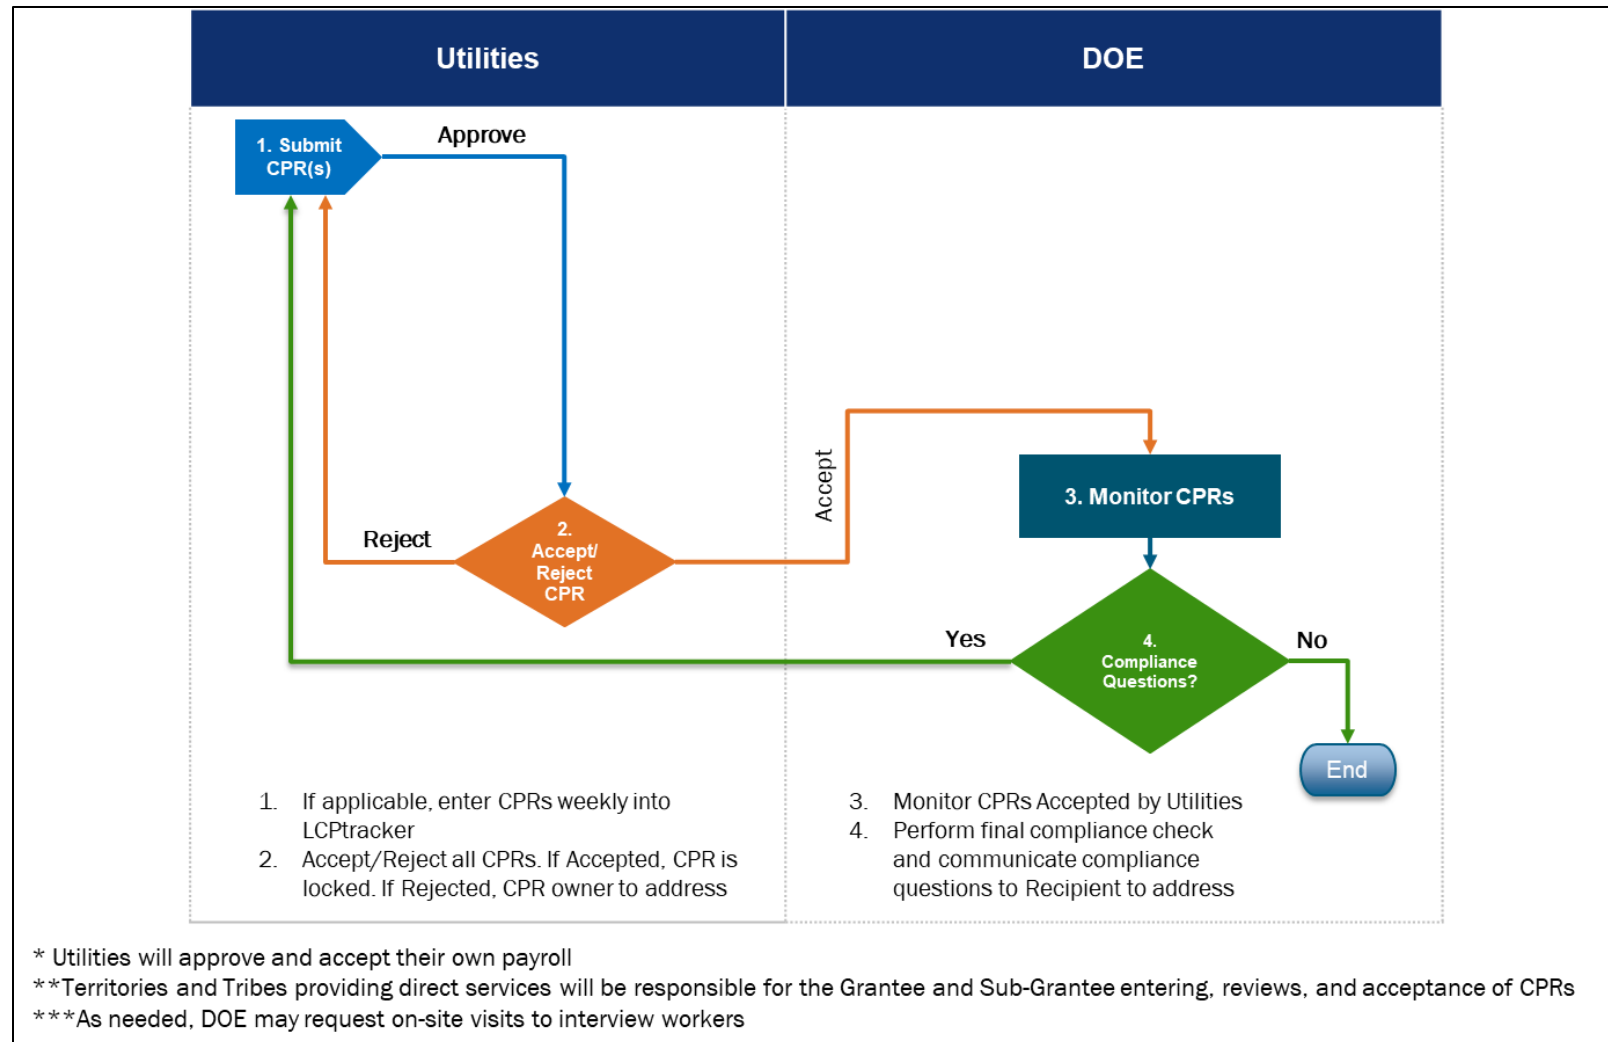 Utilities
DOE
1. Submit
CPR(s)
Approve
Accept
3. Monitor CPRs
2.
Accept/
Reject
CPR
Reject
Yes
4.
Compliance
Questions?
No
End
1. If applicable, enter CPRs weekly into
LCPtracker
2. Accept/Reject all CPRs. If Accepted, CPR is
locked. If Rejected, CPR owner to address
3. Monitor CPRs Accepted by Utilities
4. Perform final compliance check
and communicate compliance
questions to Recipient to address
* Utilities will approve and accept their own payroll
**Territories and Tribes providing direct services will be responsible for the Grantee and Sub-Grantee entering, reviews, and acceptance of CPRs
***As needed, DOE may request on-site visits to interview workers